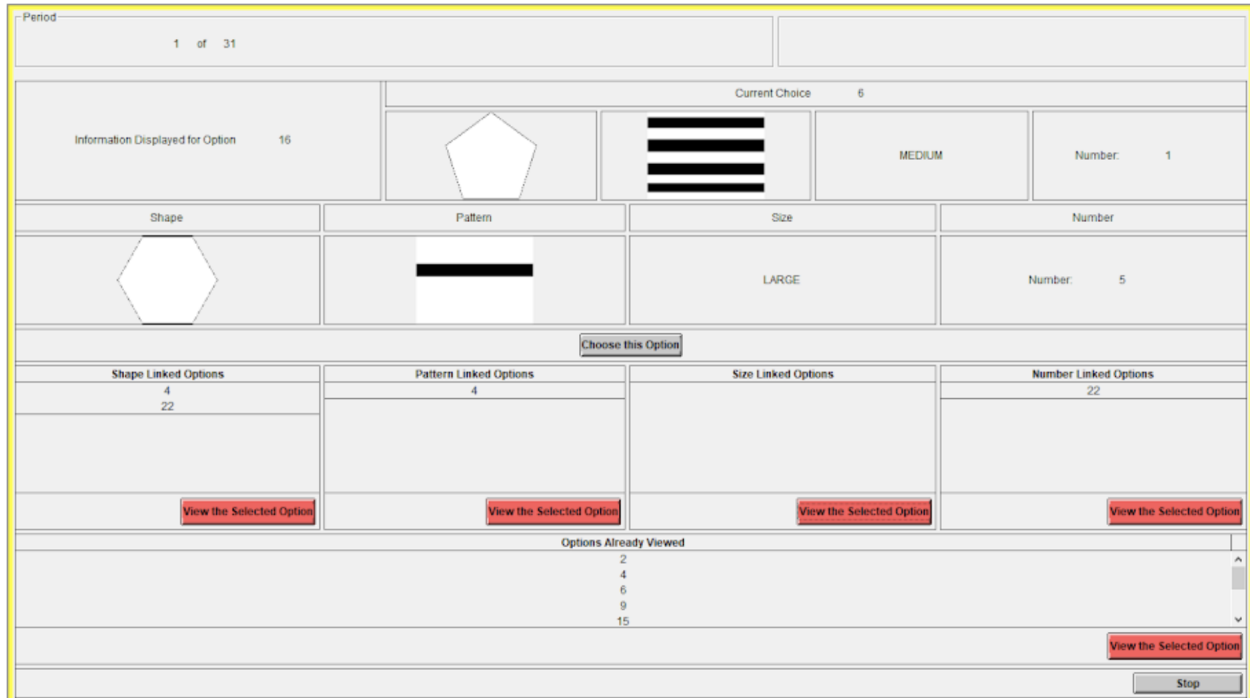 Period
1 of 31
Current Choice 6
Information Displayed for Option 16
MEDIUM
Number: 1
Shape Pattern Size Number
LARGE
Number: 5
Choose this Option
Shape Linked Options
4
22
View the Selected Option
Pattern Linked Options
4
View the Selected Option
Size Linked Options
View the Selected Option
Number Linked Options
22
View the Selected Option
Options Already Viewed
2
4
6
9
15
View the Selected Option
Stop